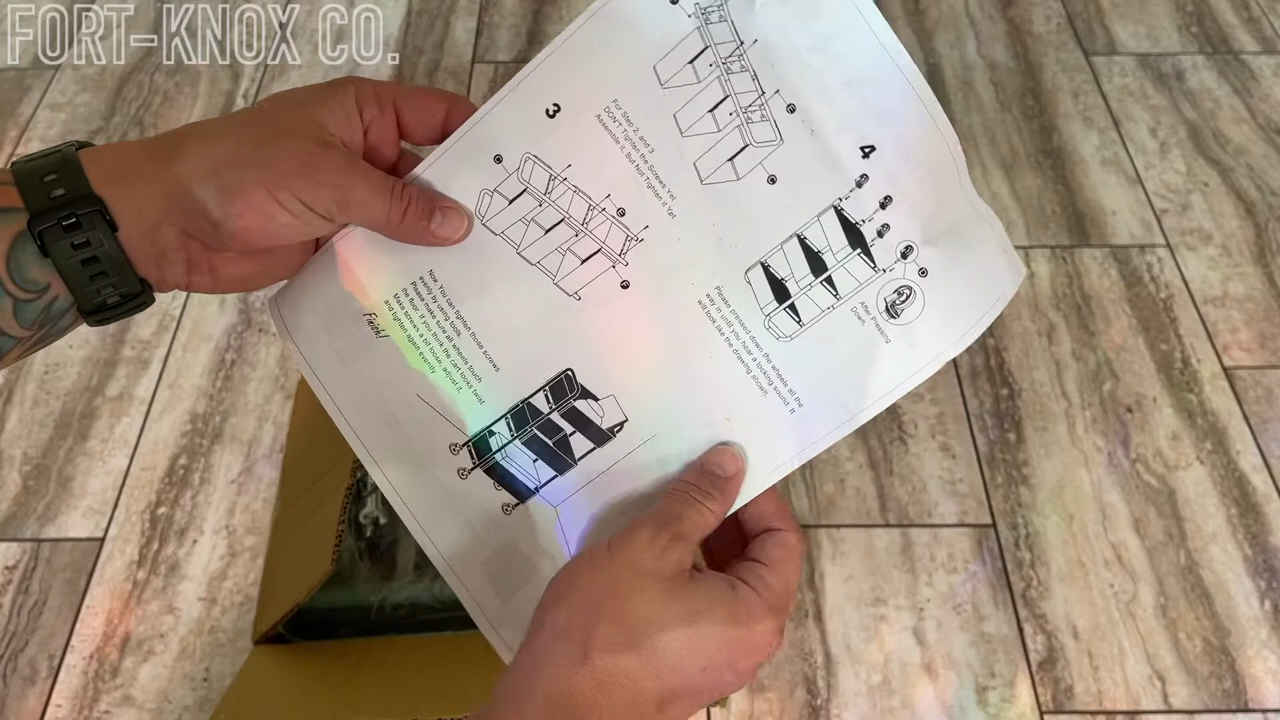 FORT-KNOX CO.
For Step 2, and 3
DON'T Tighten the Screws Yet
Assemble it, But Not Tighten it Yet
3
4
After Pressing
Down.
Please pressed down the wheels all the
way in until you hear a looking sound. It
will look like the drawing shown.
Now, You can tighten those screws
evenly by using tools.
Please make sure all wheels touch
the floor. If you think the cart looks twist
Make screws a bit loose, adjust it,
and tighten again evenly
Finish!